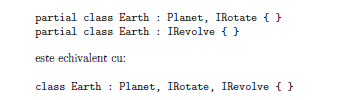 partial class Earth : Planet, IRotate { }
partial class Earth : IRevolve { }
este echivalent cu:
class Earth : Planet, IRotate, IRevolve { }